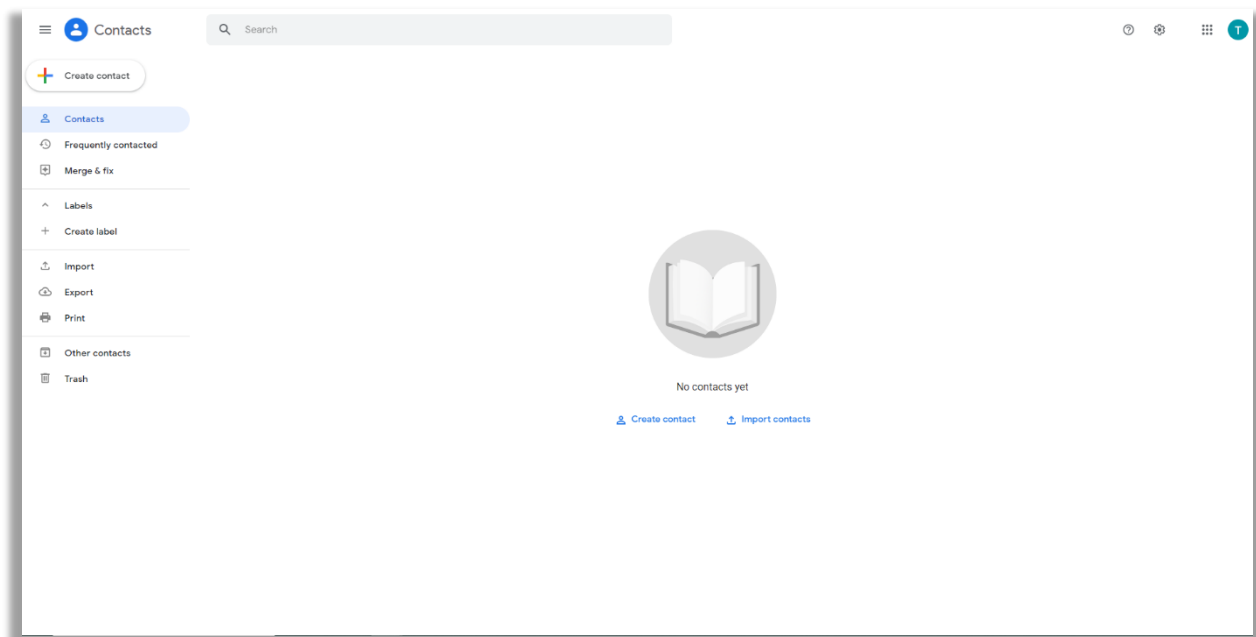 Contacts
Search
T
Create contact
Contacts
Frequently contacted
Merge & fix
Labels
Create label
Import
Export
Print
Other contacts
Trash
No contacts yet
Create contact Import contacts